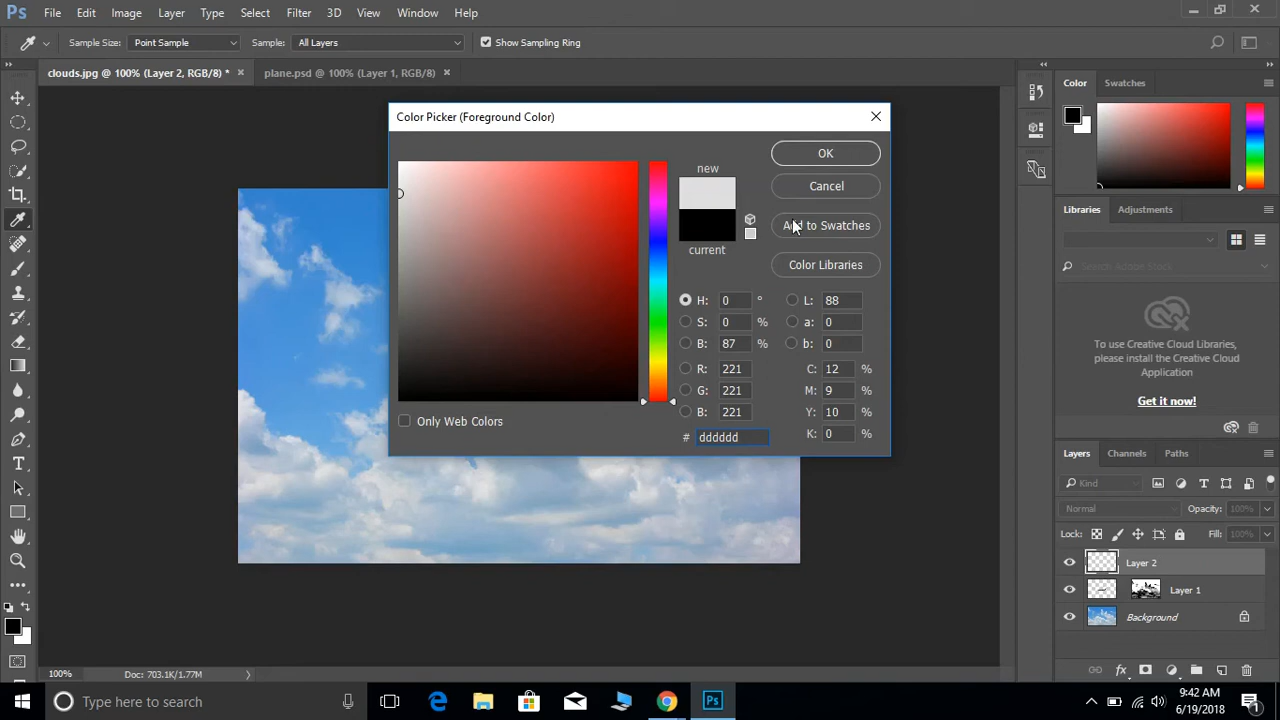 Ps File Edit Image Layer Type Select Filter 3D View Window Help
Sample Size: Point Sample Sample: All Layers Show Sampling Ring
clouds.jpg @ 100% (Layer 2, RGB/8) * × plane.psd @ 100% (Layer 1, RGB/8) ×
Color Swatches
Color Picker (Foreground Color)
new
current
OK
Cancel
Add to Swatches
Color Libraries
H: 0 ° L: 88
S: 0 % a: 0
B: 87 % b: 0
R: 221 C: 12 %
G: 221 M: 9 %
B: 221 Y: 10 %
# dddddd K: 0 %
Only Web Colors
Libraries Adjustments
Search Adobe Stock
To use Creative Cloud Libraries,
please install the Creative Cloud
Application
Get it now!
Layers Channels Paths
Kind
Normal Opacity: 100%
Lock: Fill: 100%
Layer 2
Layer 1
Background
100% Doc: 703.1K/1.77M
Type here to search
Ps
9:42 AM
6/19/2018
1